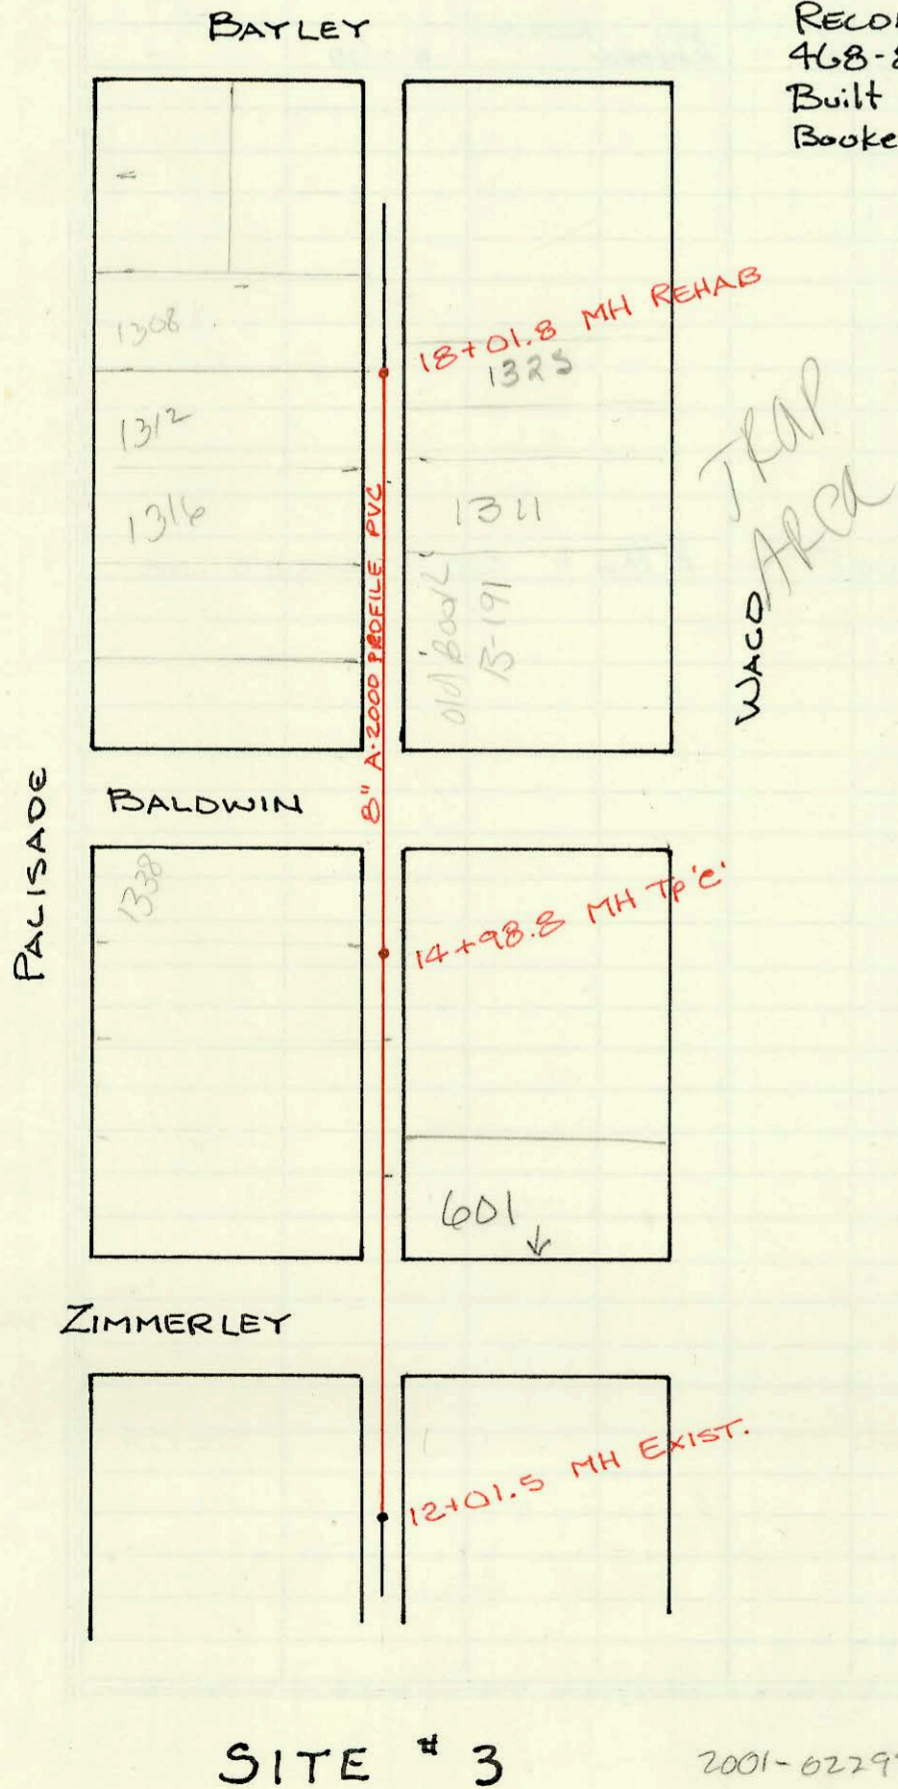 BAYLEY
468-8
Built
Booke
1308
18+01.8 MH REHAB
1325
1312
1316
1311
TRAP
AREA
8" A-2000 PROFILE PVC
old Book
B-191
WACO
PALISADE
BALDWIN
1338
14+98.8 MH Tp 'C'
601
ZIMMERLEY
12+01.5 MH EXIST.
SITE # 3
2001-0229